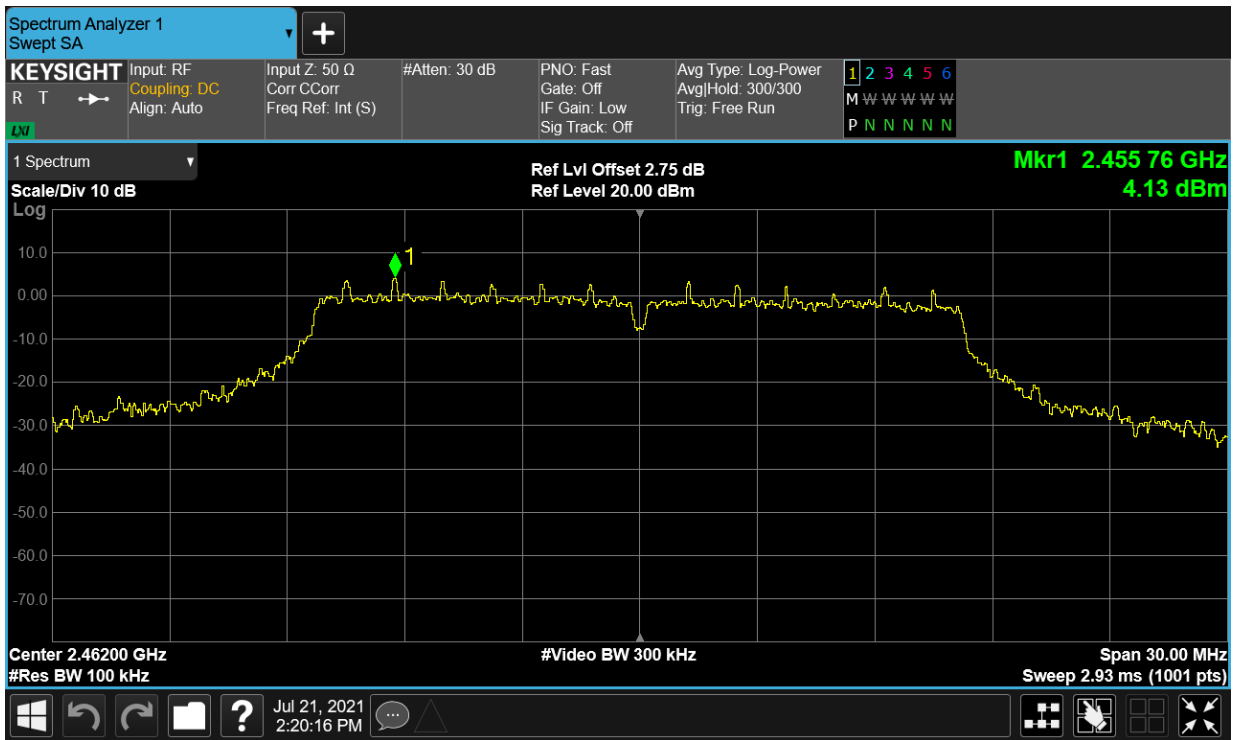 Spectrum Analyzer 1
Swept SA
▼
+
KEYSIGHT
R T
LXI
Input: RF
Coupling: DC
Align: Auto
Input Z: 50 Ω
Corr CCorr
Freq Ref: Int (S)
#Atten: 30 dB
PNO: Fast
Gate: Off
IF Gain: Low
Sig Track: Off
Avg Type: Log-Power
Avg|Hold: 300/300
Trig: Free Run
1 2 3 4 5 6
M W W W W W
P N N N N N
1 Spectrum ▼
Scale/Div 10 dB
Log
Ref Lvl Offset 2.75 dB
Ref Level 20.00 dBm
Mkr1 2.455 76 GHz
4.13 dBm
1
10.0
0.00
-10.0
-20.0
-30.0
-40.0
-50.0
-60.0
-70.0
Center 2.46200 GHz
#Res BW 100 kHz
#Video BW 300 kHz
Span 30.00 MHz
Sweep 2.93 ms (1001 pts)
?
Jul 21, 2021
2:20:16 PM